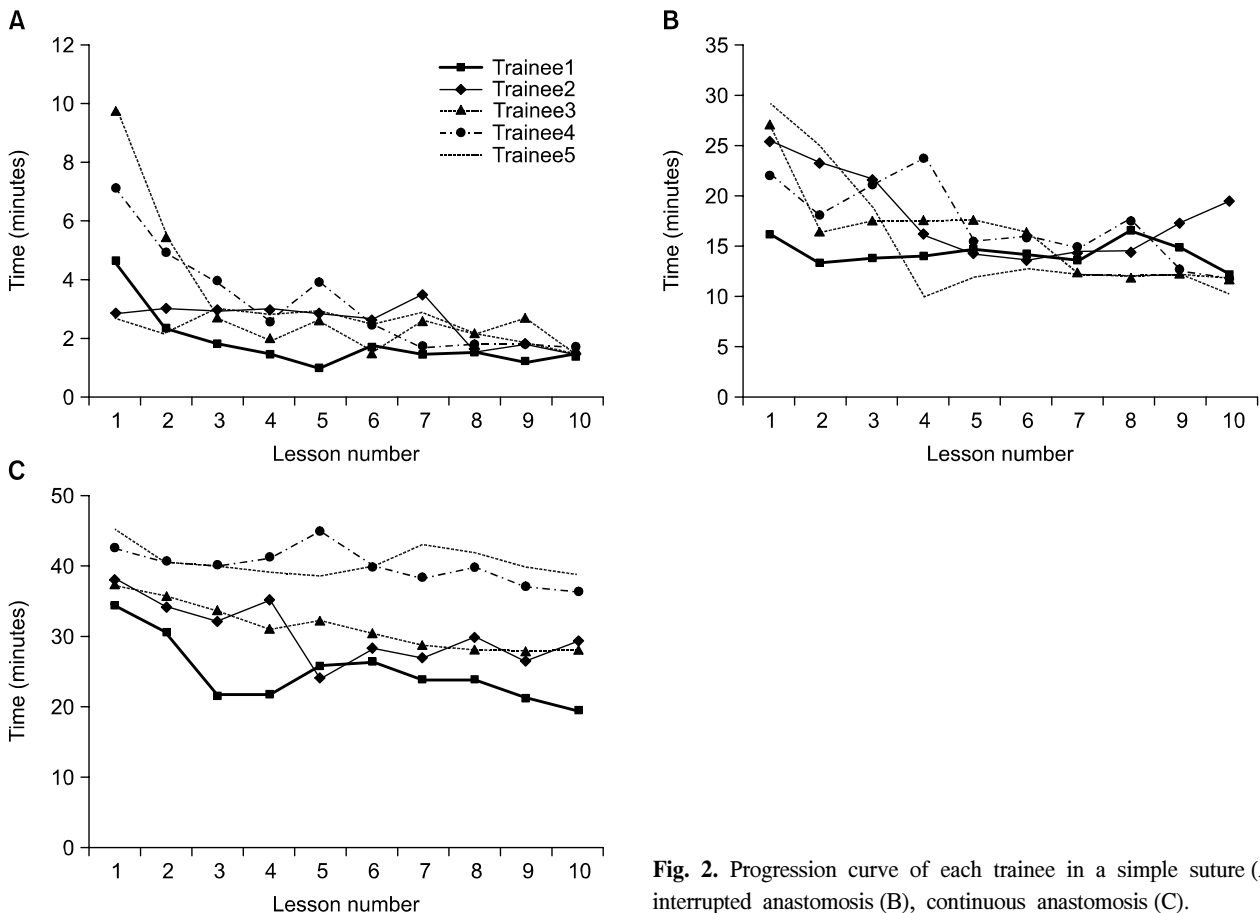 A
12
10
8
6
4
2
0
Time (minutes)
1 2 3 4 5 6 7 8 9 10
Lesson number
Trainee1
Trainee2
Trainee3
Trainee4
Trainee5
B
35
30
25
20
15
10
5
0
Time (minutes)
1 2 3 4 5 6 7 8 9 10
Lesson number
C
50
40
30
20
10
0
Time (minutes)
1 2 3 4 5 6 7 8 9 10
Lesson number
Fig. 2. Progression curve of each trainee in a simple suture
interrupted anastomosis (B), continuous anastomosis (C).